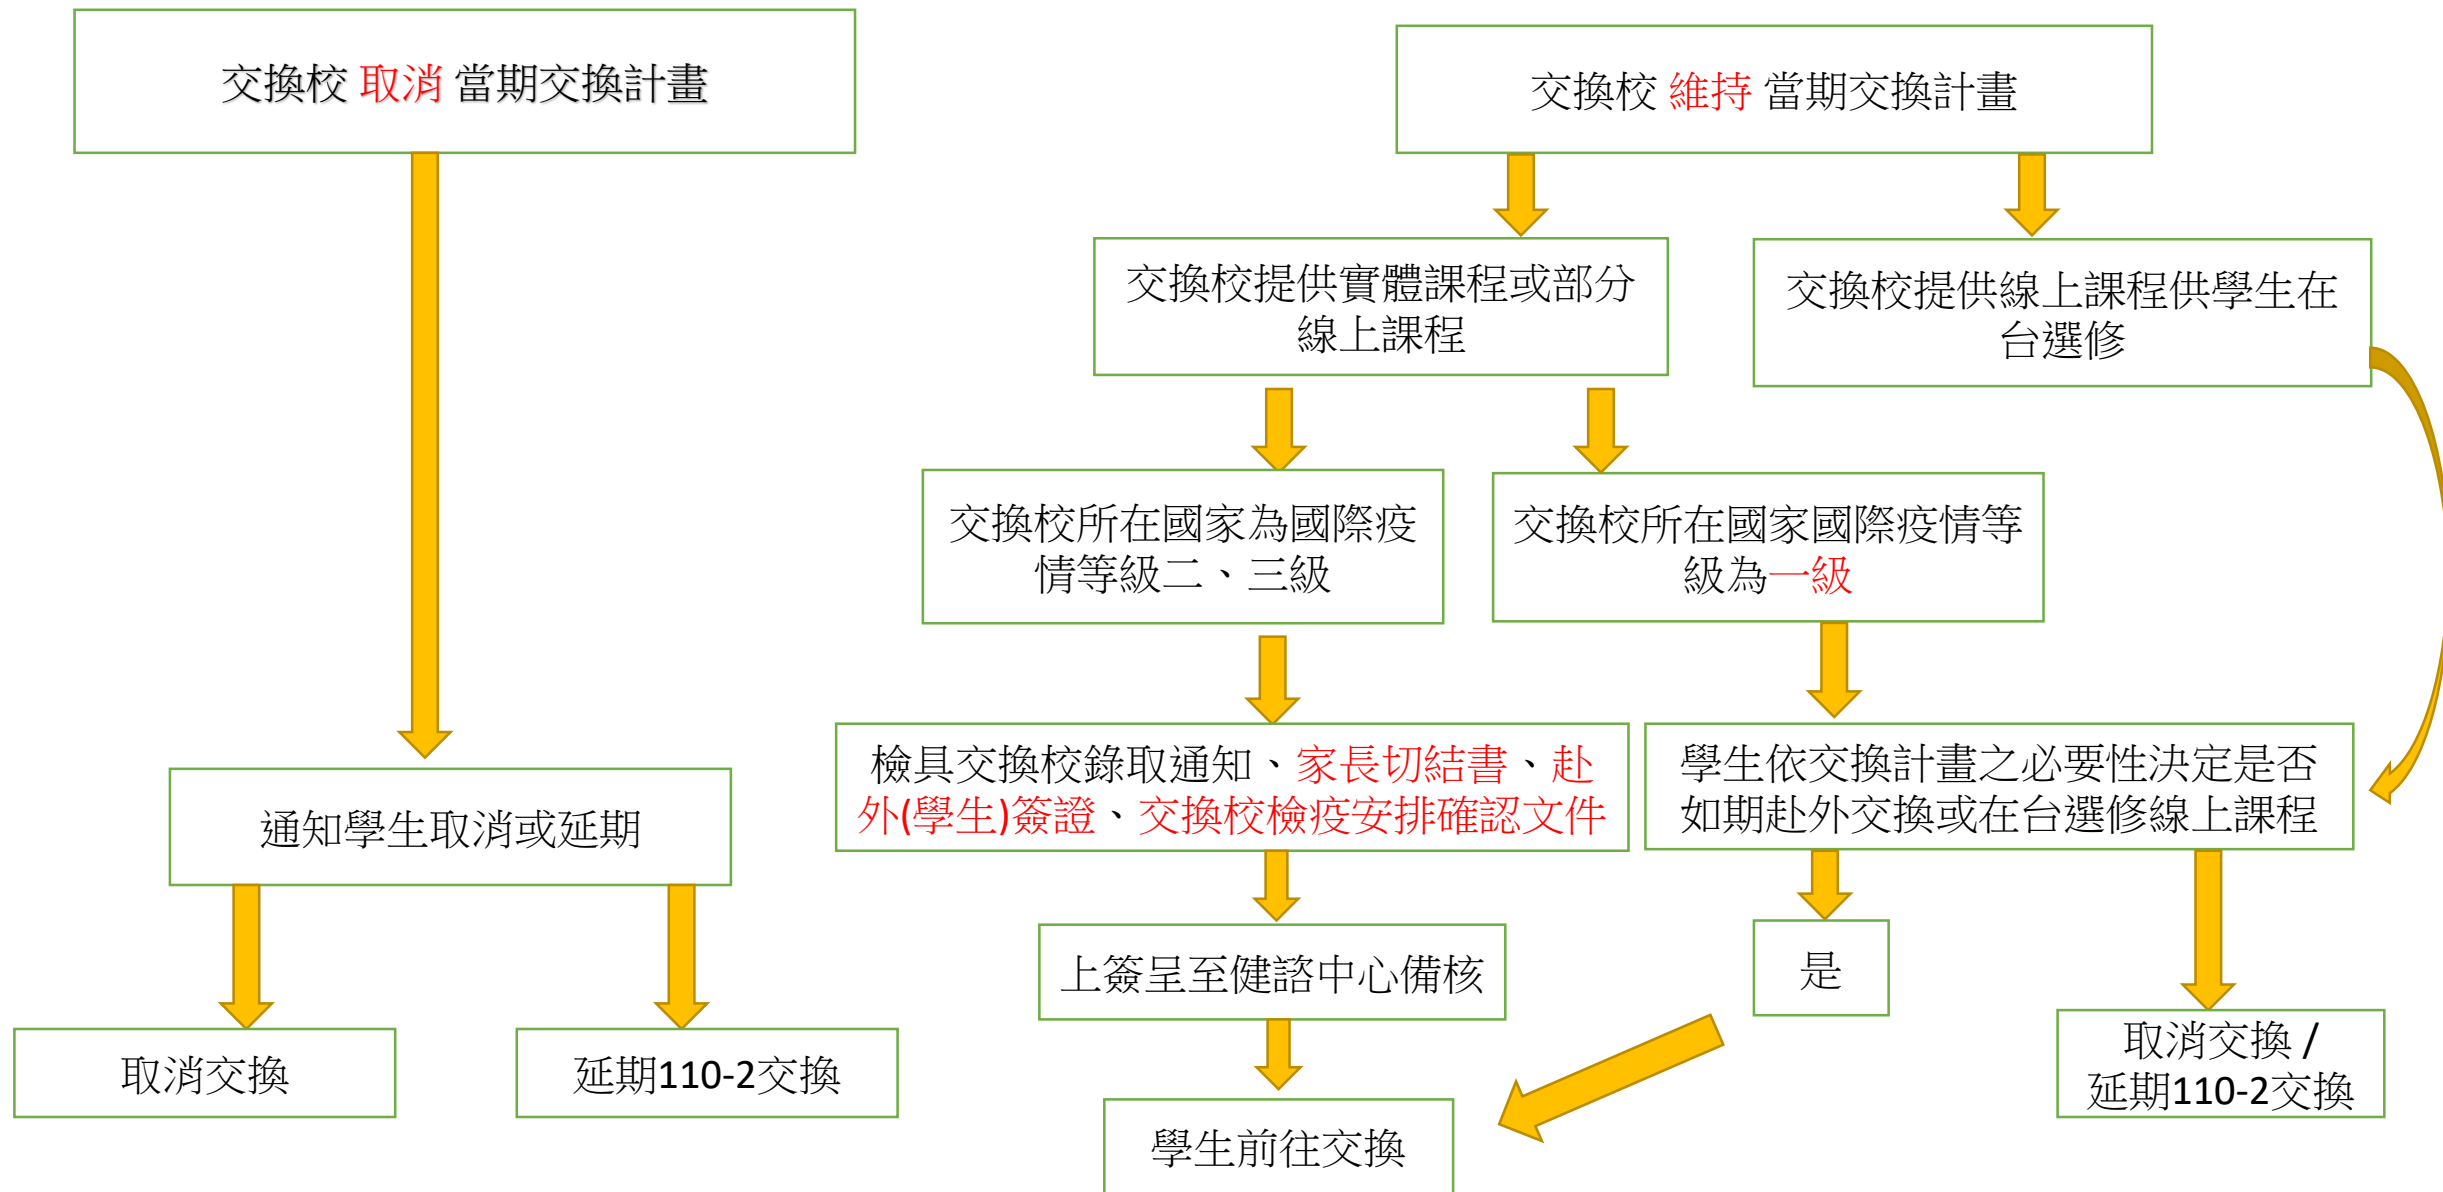 交換校 取消 當期交換計畫
交換校 維持 當期交換計畫
交換校提供實體課程或部分
線上課程
交換校提供線上課程供學生在
台選修
交換校所在國家為國際疫
情等級二、三級
交換校所在國家國際疫情等
級為一級
檢具交換校錄取通知、家長切結書、赴
外(學生)簽證、交換校檢疫安排確認文件
學生依交換計畫之必要性決定是否
如期赴外交換或在台選修線上課程
通知學生取消或延期
上簽呈至健諮中心備核
是
取消交換
延期110-2交換
取消交換 /
延期110-2交換
學生前往交換